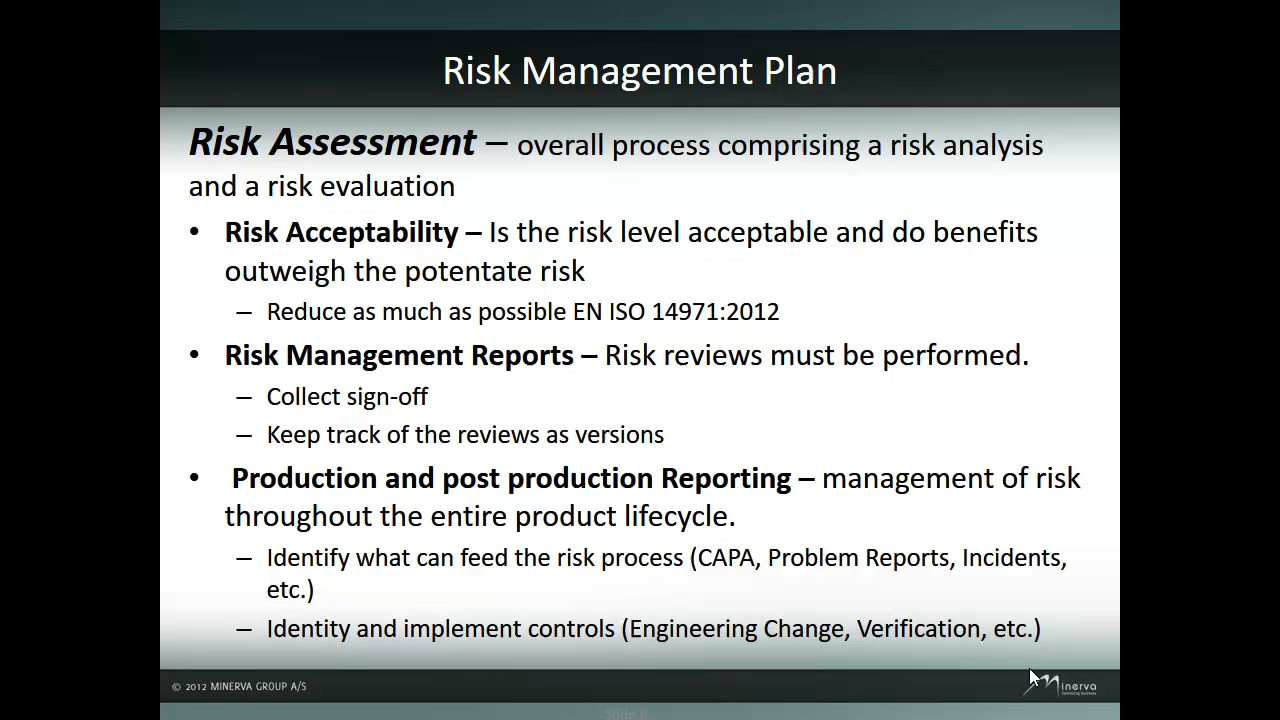 Risk Management Plan
Risk Assessment – overall process comprising a risk analysis
and a risk evaluation
• Risk Acceptability – Is the risk level acceptable and do benefits
outweigh the potentate risk
– Reduce as much as possible EN ISO 14971:2012
• Risk Management Reports – Risk reviews must be performed.
– Collect sign-off
– Keep track of the reviews as versions
• Production and post production Reporting – management of risk
throughout the entire product lifecycle.
– Identify what can feed the risk process (CAPA, Problem Reports, Incidents,
etc.)
– Identity and implement controls (Engineering Change, Verification, etc.)
© 2012 MINERVA GROUP A/S
Minerva